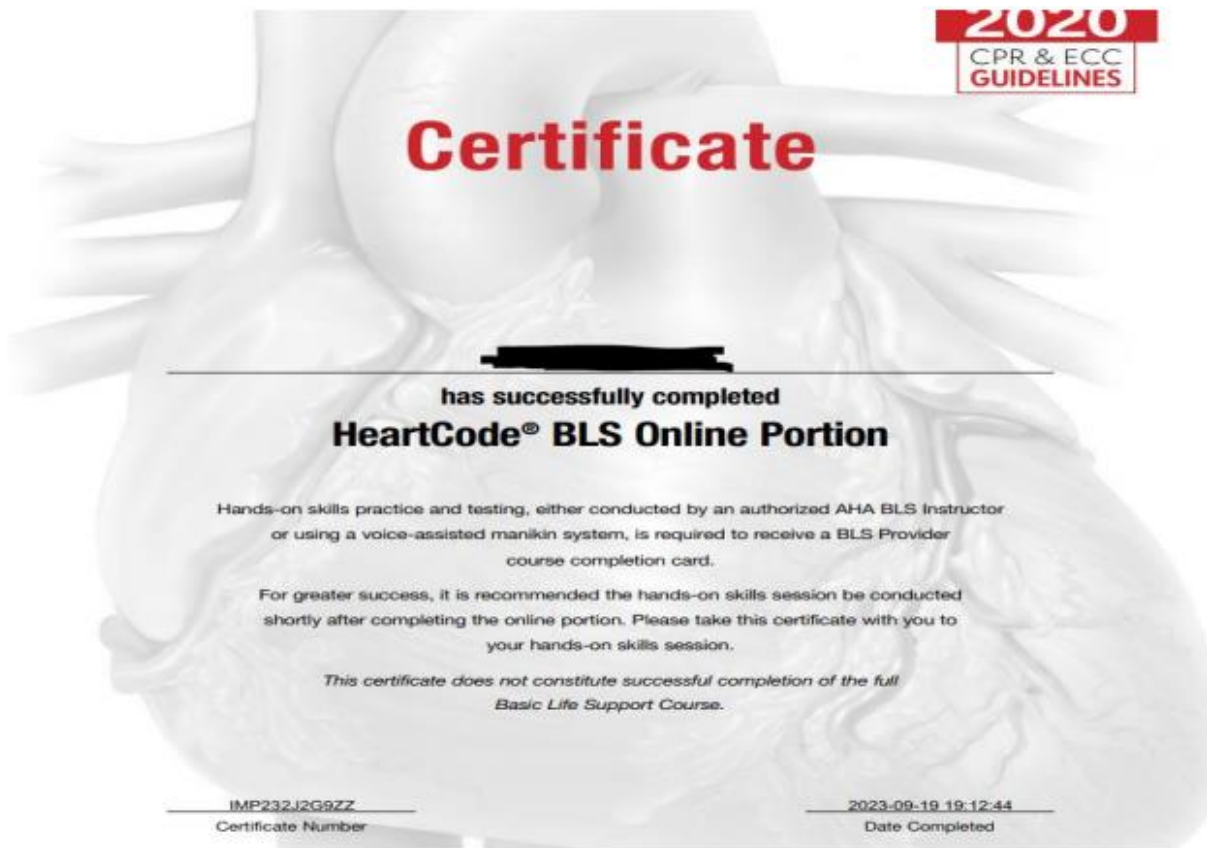 2020
CPR & ECC
GUIDELINES
Certificate
has successfully completed
HeartCode® BLS Online Portion
Hands-on skills practice and testing, either conducted by an authorized AHA BLS Instructor
or using a voice-assisted manikin system, is required to receive a BLS Provider
course completion card.
For greater success, it is recommended the hands-on skills session be conducted
shortly after completing the online portion. Please take this certificate with you to
your hands-on skills session.
This certificate does not constitute successful completion of the full
Basic Life Support Course.
IMP232J2G9ZZ
Certificate Number
2023-09-19 19:12:44
Date Completed